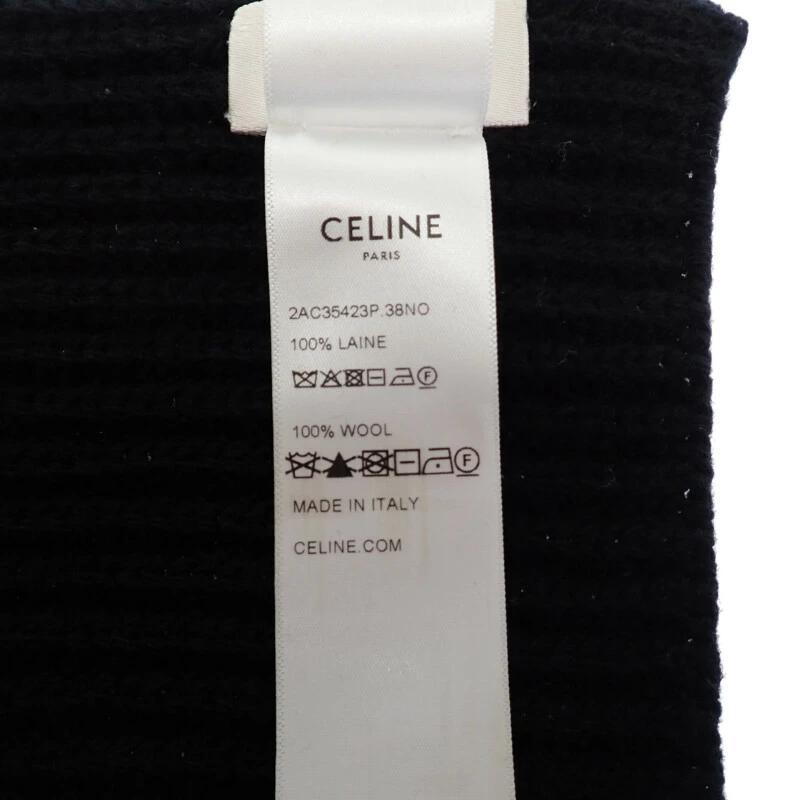 CELINE
PARIS
2AC35423P.38NO
100% LAINE
F
100% WOOL
F
MADE IN ITALY
CELINE.COM